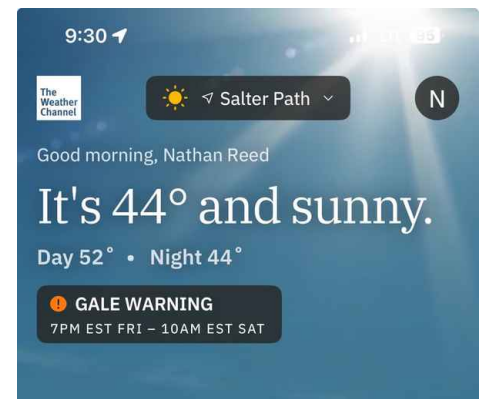 9:30
95
The
Weather
Channel
Salter Path
N
Good morning, Nathan Reed
It's 44° and sunny.
Day 52° • Night 44°
GALE WARNING
7PM EST FRI – 10AM EST SAT